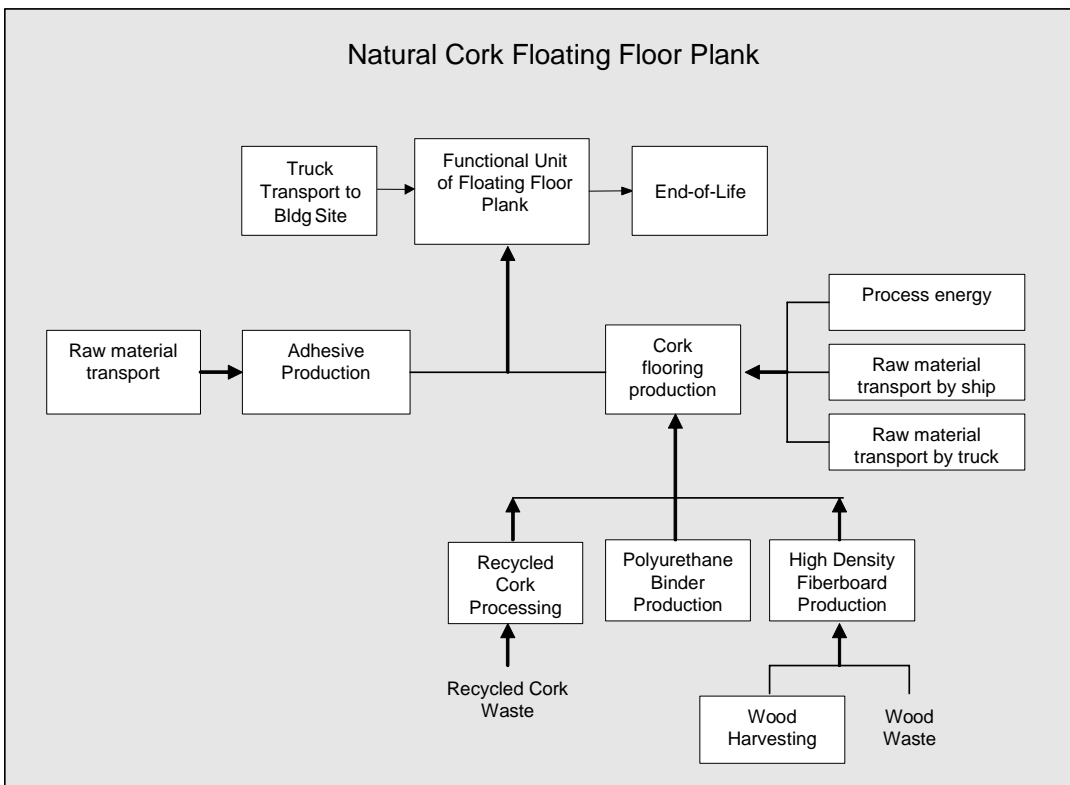 Natural Cork Floating Floor Plank
Truck
Transport to
Bldg Site
Functional Unit
of Floating Floor
Plank
End-of-Life
Process energy
Raw material
transport
Adhesive
Production
Cork
flooring
production
Raw material
transport by ship
Raw material
transport by truck
Recycled
Cork
Processing
Polyurethane
Binder
Production
High Density
Fiberboard
Production
Recycled Cork
Waste
Wood
Harvesting
Wood
Waste